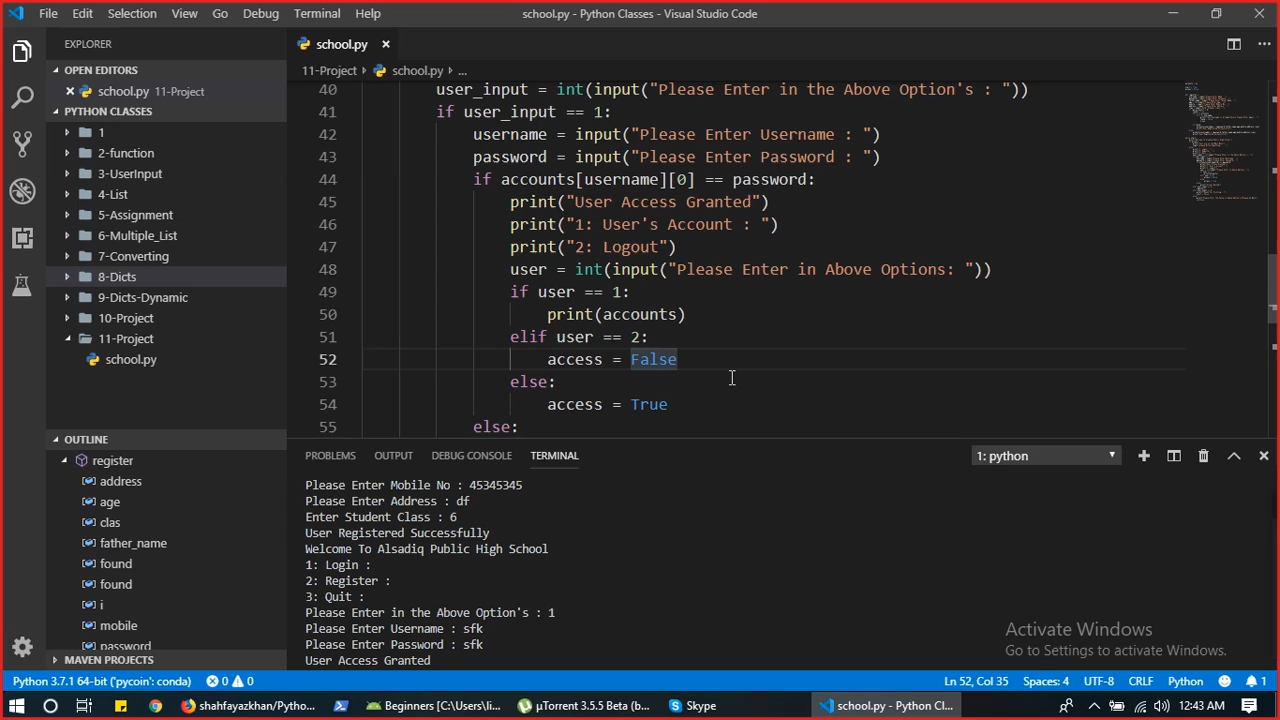 File Edit Selection View Go Debug Terminal Help school.py - Python Classes - Visual Studio Code
EXPLORER
OPEN EDITORS
school.py 11-Project
PYTHON CLASSES
1
2-function
3-UserInput
4-List
5-Assignment
6-Multiple_List
7-Converting
8-Dicts
9-Dicts-Dynamic
10-Project
11-Project
school.py
OUTLINE
register
address
age
clas
father_name
found
found
i
mobile
password
MAVEN PROJECTS
school.py
11-Project school.py ...
40 user_input = int(input("Please Enter in the Above Option's : "))
41 if user_input == 1:
42 username = input("Please Enter Username : ")
43 password = input("Please Enter Password : ")
44 if accounts[username][0] == password:
45 print("User Access Granted")
46 print("1: User's Account : ")
47 print("2: Logout")
48 user = int(input("Please Enter in Above Options: "))
49 if user == 1:
50 print(accounts)
51 elif user == 2:
52 access = False
53 else:
54 access = True
55 else:
PROBLEMS OUTPUT DEBUG CONSOLE TERMINAL 1: python
Please Enter Mobile No : 45345345
Please Enter Address : df
Enter Student Class : 6
User Registered Successfully
Welcome To Alsadiq Public High School
1: Login :
2: Register :
3: Quit :
Please Enter in the Above Option's : 1
Please Enter Username : sfk
Please Enter Password : sfk
User Access Granted
Activate Windows
Go to Settings to activate Windows.
Python 3.7.1 64-bit ('pycoin': conda) 0 0 Ln 52, Col 35 Spaces: 4 UTF-8 CRLF Python 1
shahfayazkhan/Pytho... Beginners [C:\Users\li... µTorrent 3.5.5 Beta (b... Skype school.py - Python Cl... 12:43 AM